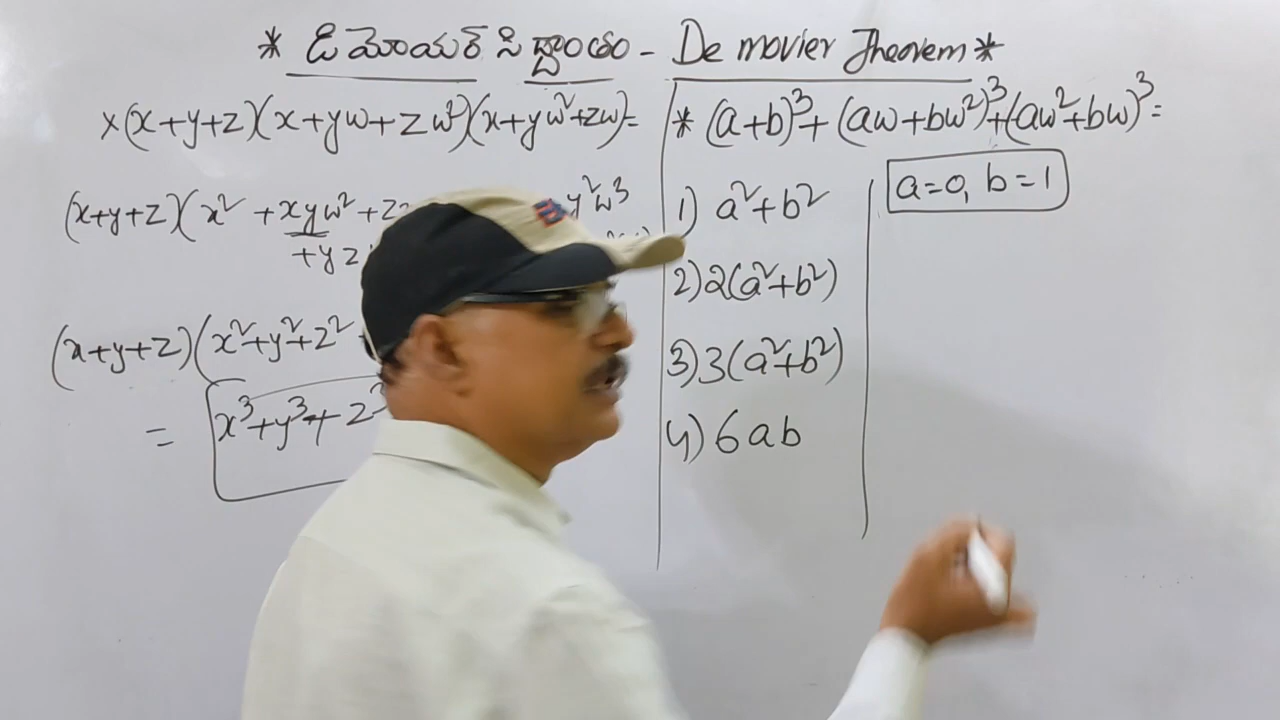 * డి మోయర్ సిద్ధాంతం - De movier Theorem *
×(x+y+z)(x+yω+zω²)(x+yω²+zω)=
(x+y+z)(x² +xyω²+z
y²ω³
+yz
(x+y+z)(x²+y²+z²
= x³+y³+z³
* (a+b)³+(aω+bω²)³+(aω²+bω)³=
1) a²+b²
2) 2(a²+b²)
3) 3(a²+b²)
4) 6ab
a=0, b=1